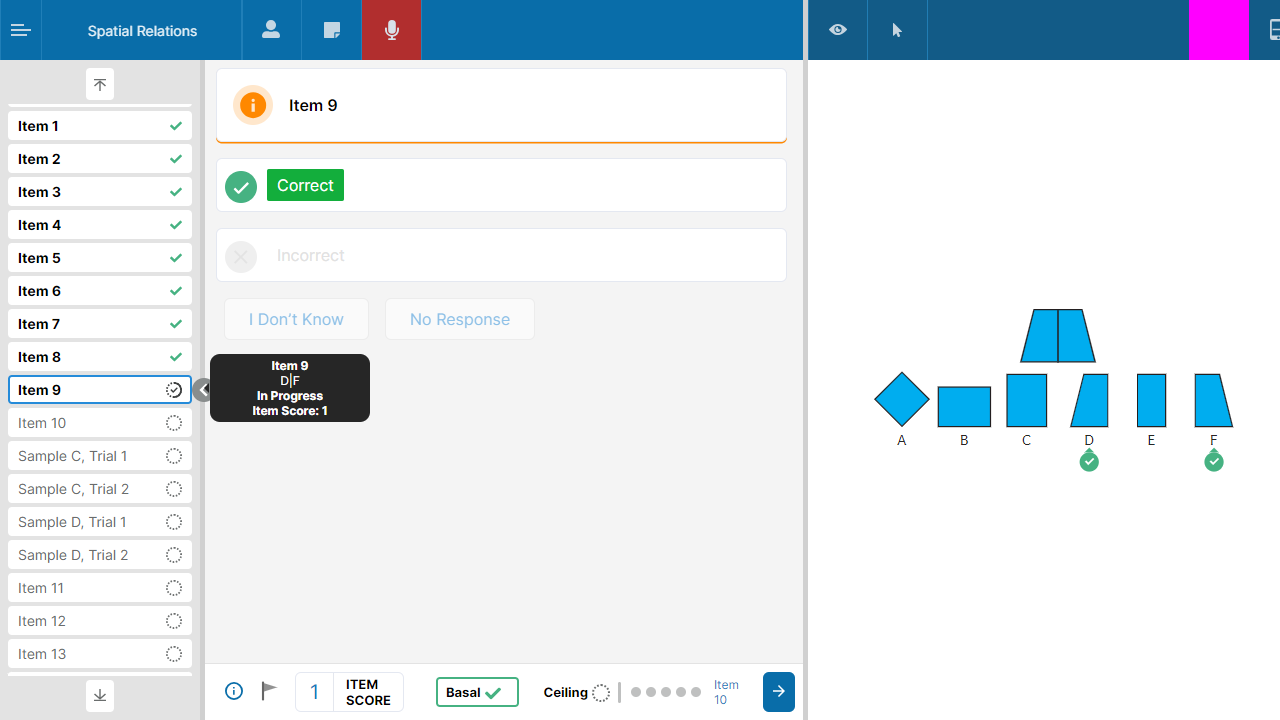 Spatial Relations
Item 1
Item 2
Item 3
Item 4
Item 5
Item 6
Item 7
Item 8
Item 9
Item 10
Sample C, Trial 1
Sample C, Trial 2
Sample D, Trial 1
Sample D, Trial 2
Item 11
Item 12
Item 13
Item 9
Correct
Incorrect
I Don't Know
No Response
Item 9
D|F
In Progress
Item Score: 1
1
ITEM
SCORE
Basal
Ceiling
Item
10
A B C D E F